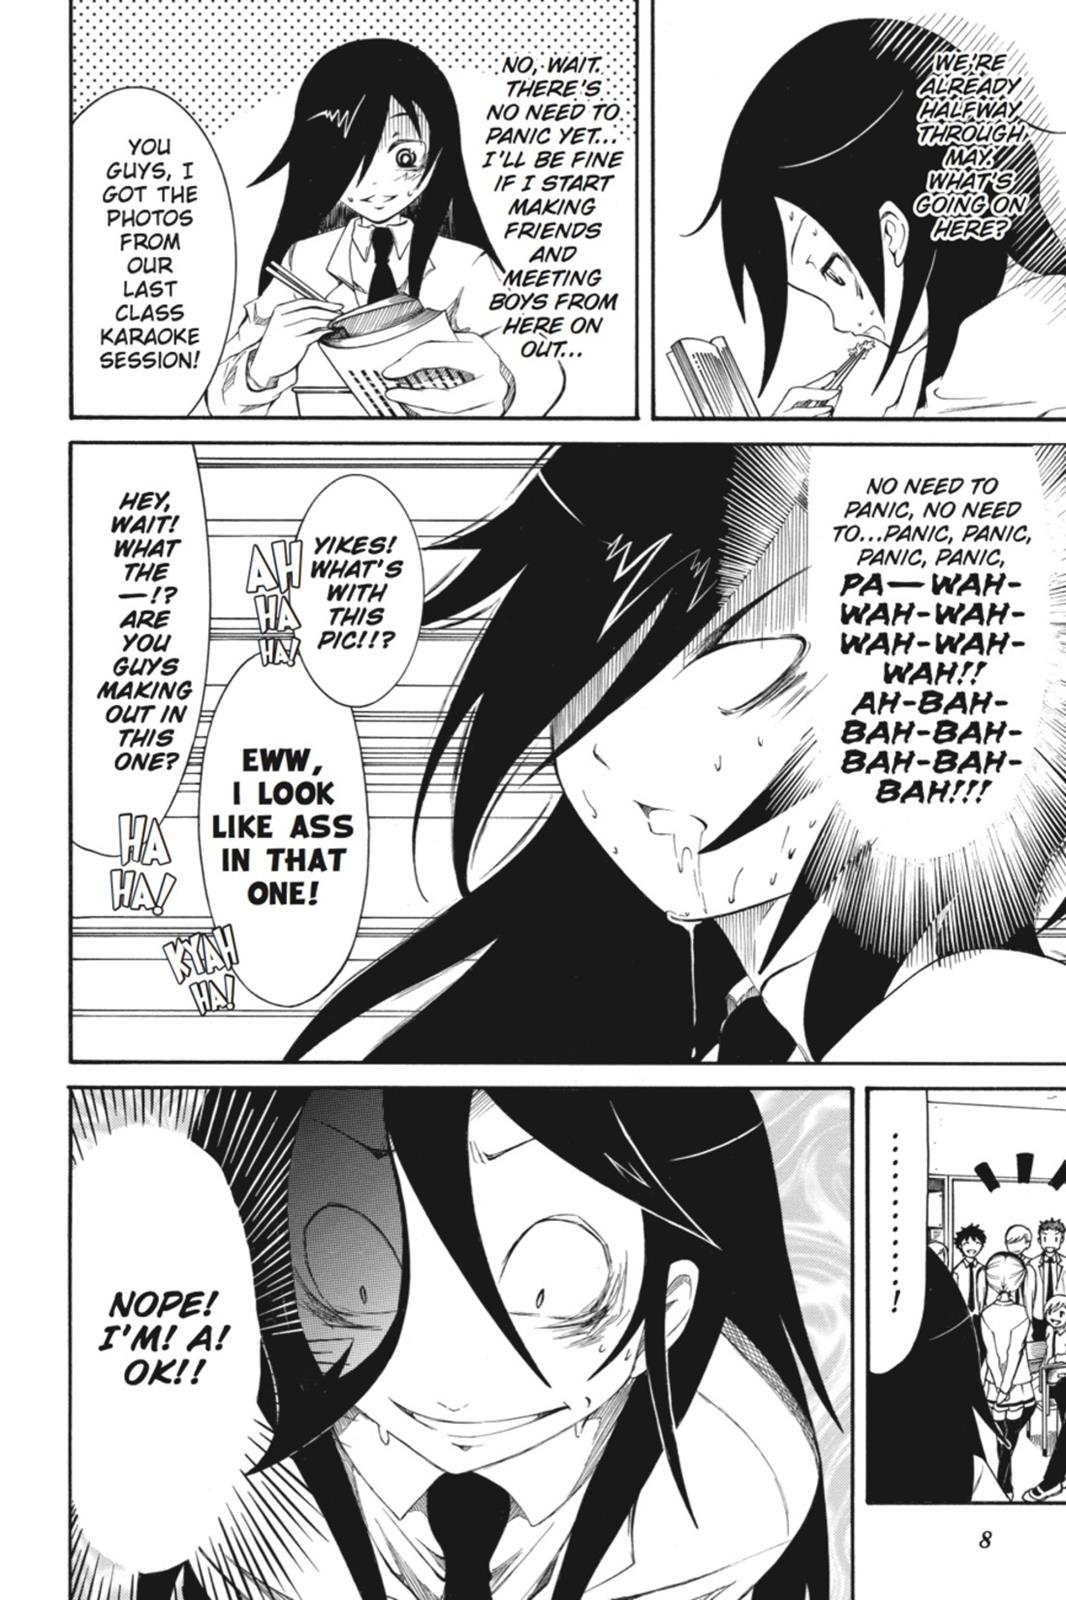 WE'RE
ALREADY
HALFWAY
THROUGH
MAY.
WHAT'S
GOING ON
HERE?
NO, WAIT.
THERE'S
NO NEED TO
PANIC YET...
I'LL BE FINE
IF I START
MAKING
FRIENDS
AND
MEETING
BOYS FROM
HERE ON
OUT...
YOU
GUYS, I
GOT THE
PHOTOS
FROM
OUR
LAST
CLASS
KARAOKE
SESSION!
NO NEED TO
PANIC, NO NEED
TO...PANIC, PANIC,
PANIC, PANIC,
PA—WAH-
WAH-WAH-
WAH-WAH-
WAH!!
AH-BAH-
BAH-BAH-
BAH-BAH-
BAH!!!
YIKES!
WHAT'S
WITH
THIS
PIC!!?
AH
HA
HA!
EWW,
I LOOK
LIKE ASS
IN THAT
ONE!
HEY,
WAIT!
WHAT
THE
—!?
ARE
YOU
GUYS
MAKING
OUT IN
THIS
ONE?
HA
HA!
KYAH
HA!
.........!
NOPE!
I'M! A!
OK!!
8